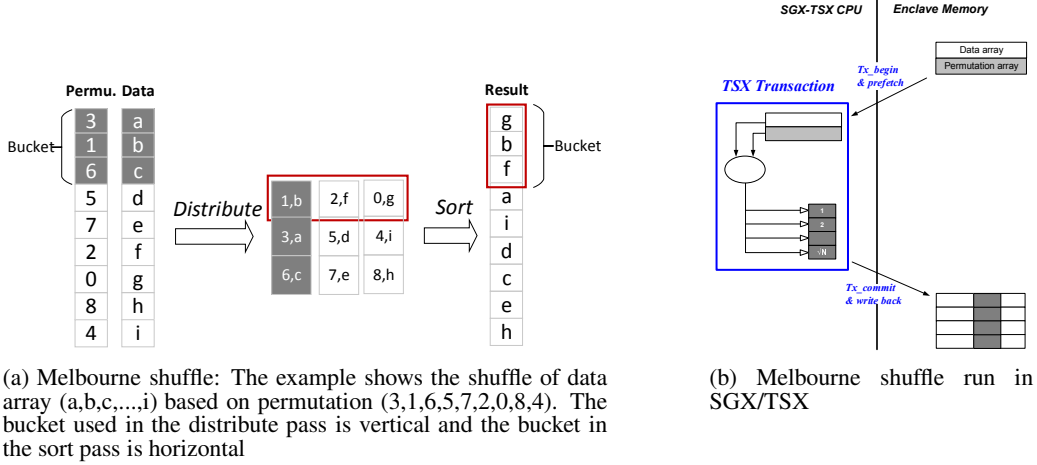 Permu. Data
3 a
1 b
6 c
5 d
7 e
2 f
0 g
8 h
4 i
Bucket
Distribute
1,b 2,f 0,g
3,a 5,d 4,i
6,c 7,e 8,h
Sort
Result
g
b
f
a
i
d
c
e
h
Bucket
(a) Melbourne shuffle: The example shows the shuffle of data
array (a,b,c,...,i) based on permutation (3,1,6,5,7,2,0,8,4). The
bucket used in the distribute pass is vertical and the bucket in
the sort pass is horizontal
SGX-TSX CPU
Enclave Memory
Data array
Permutation array
Tx_begin
& prefetch
TSX Transaction
1
2
√N
Tx_commit
& write back
(b) Melbourne shuffle run in
SGX/TSX